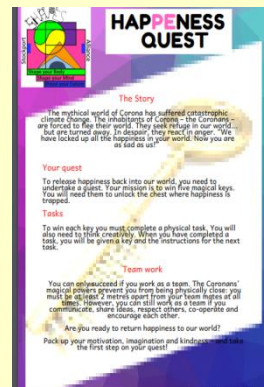 HAPPENESS
QUEST
Stockport
Alliance
Shape your Body
Shape your Mind
The Story
The mythical world of Corona has suffered catastrophic
climate change. The inhabitants of Corona – the Coronans –
are forced to flee their world. They seek refuge in our world...
but are turned away. In despair, they react in anger. "We
have locked up all the happiness in your world. Now you are
as sad as us!"
Your quest
To release happiness back into our world, you need to
undertake a quest. Your mission is to win five magical keys.
You will need them to unlock the chest where happiness is
trapped.
Tasks
To win each key you must complete a physical task. You will
also need to think creatively. When you have completed a
task, you will be given a key and the instructions for the next
task.
Team work
You can only succeed if you work as a team. The Coronans'
magical powers prevent you from being physically close: you
must be at least 2 metres apart from your team mates at all
times. However, you can still work as a team if you
communicate, share ideas, respect others, co-operate and
encourage each other.
Are you ready to return happiness to our world?
Pack up your motivation, imagination and kindness – and take
the first step on your quest!